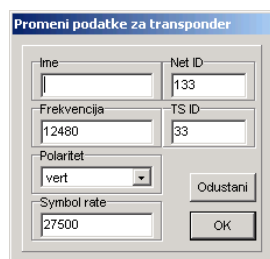 Promeni podatke za transponder
Ime
Net ID
133
Frekvencija
12480
TS ID
33
Polaritet
vert
Odustani
Symbol rate
27500
OK